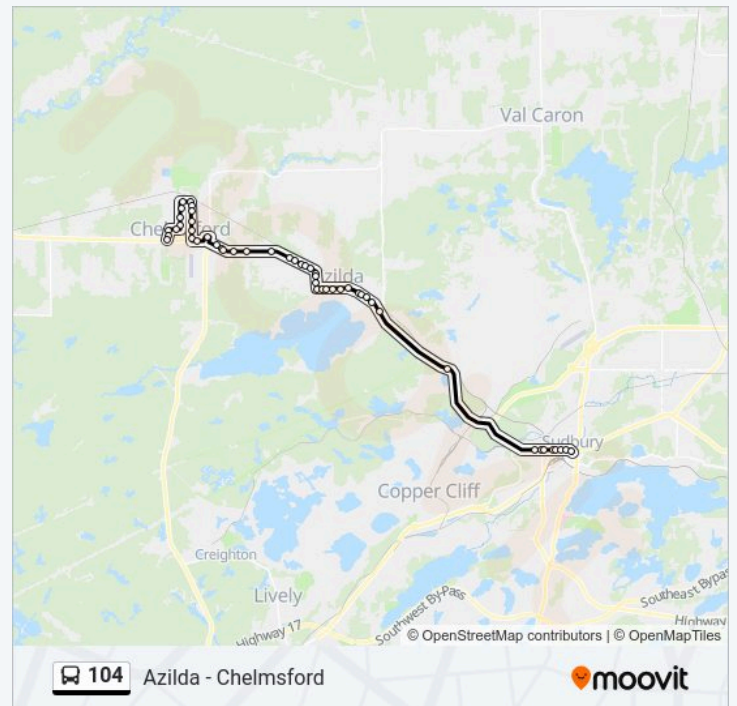 Val Caron
Chelmsford
Azilda
Sudbury
Copper Cliff
Creighton
Lively
Highway 17
Southwest By-Pass
Southeast Bypas
Highway
© OpenStreetMap contributors | © OpenMapTiles
104 Azilda - Chelmsford
moovit